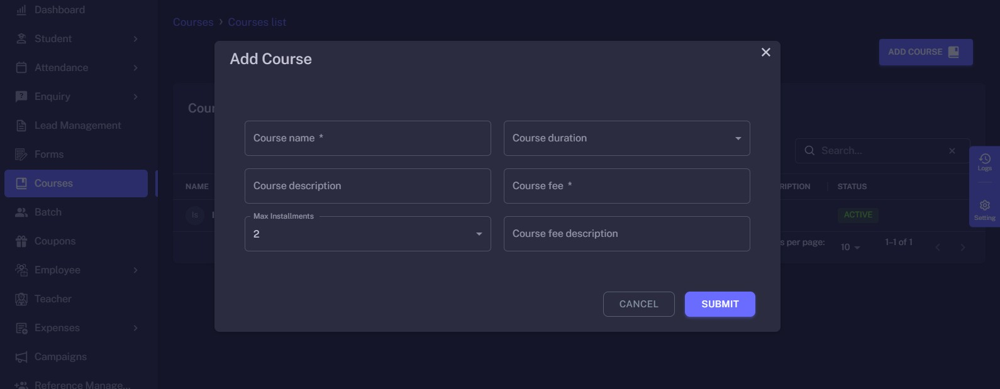 Dashboard
Student
Attendance
Enquiry
Lead Management
Forms
Courses
Batch
Coupons
Employee
Teacher
Expenses
Campaigns
Reference Manage...
Courses › Courses list
ADD COURSE
Cour
Search...
NAME
RIPTION
STATUS
Is
ACTIVE
s per page:
10
1–1 of 1
Logs
Setting
Add Course
Course name *
Course duration
Course description
Course fee *
Max Installments
2
Course fee description
CANCEL
SUBMIT